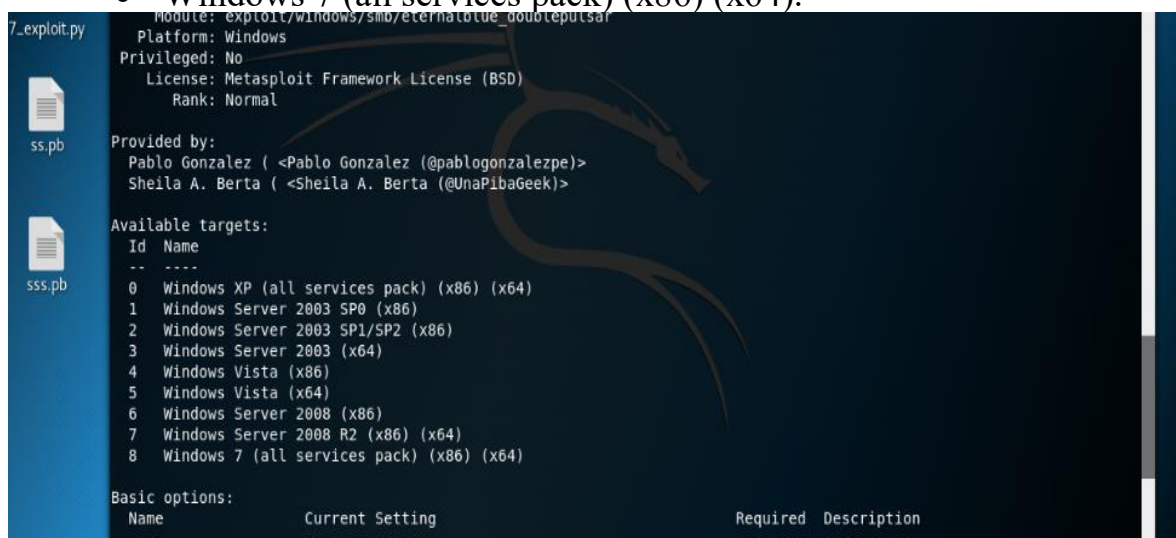 • Windows 7 (all services pack) (x86) (x64).
7_exploit.py
ss.pb
sss.pb
Module: exploit/windows/smb/eternalblue_doublepulsar
Platform: Windows
Privileged: No
License: Metasploit Framework License (BSD)
Rank: Normal
Provided by:
Pablo Gonzalez ( <Pablo Gonzalez (@pablogonzalezpe)>
Sheila A. Berta ( <Sheila A. Berta (@UnaPibaGeek)>
Available targets:
Id Name
-- ----
0 Windows XP (all services pack) (x86) (x64)
1 Windows Server 2003 SP0 (x86)
2 Windows Server 2003 SP1/SP2 (x86)
3 Windows Server 2003 (x64)
4 Windows Vista (x86)
5 Windows Vista (x64)
6 Windows Server 2008 (x86)
7 Windows Server 2008 R2 (x86) (x64)
8 Windows 7 (all services pack) (x86) (x64)
Basic options:
Name Current Setting Required Description